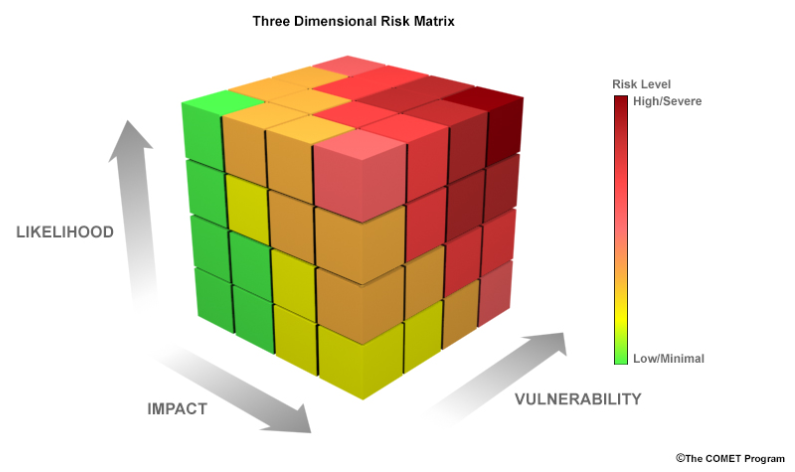 Three Dimensional Risk Matrix
Risk Level
High/Severe
LIKELIHOOD
Low/Minimal
IMPACT
VULNERABILITY
©The COMET Program